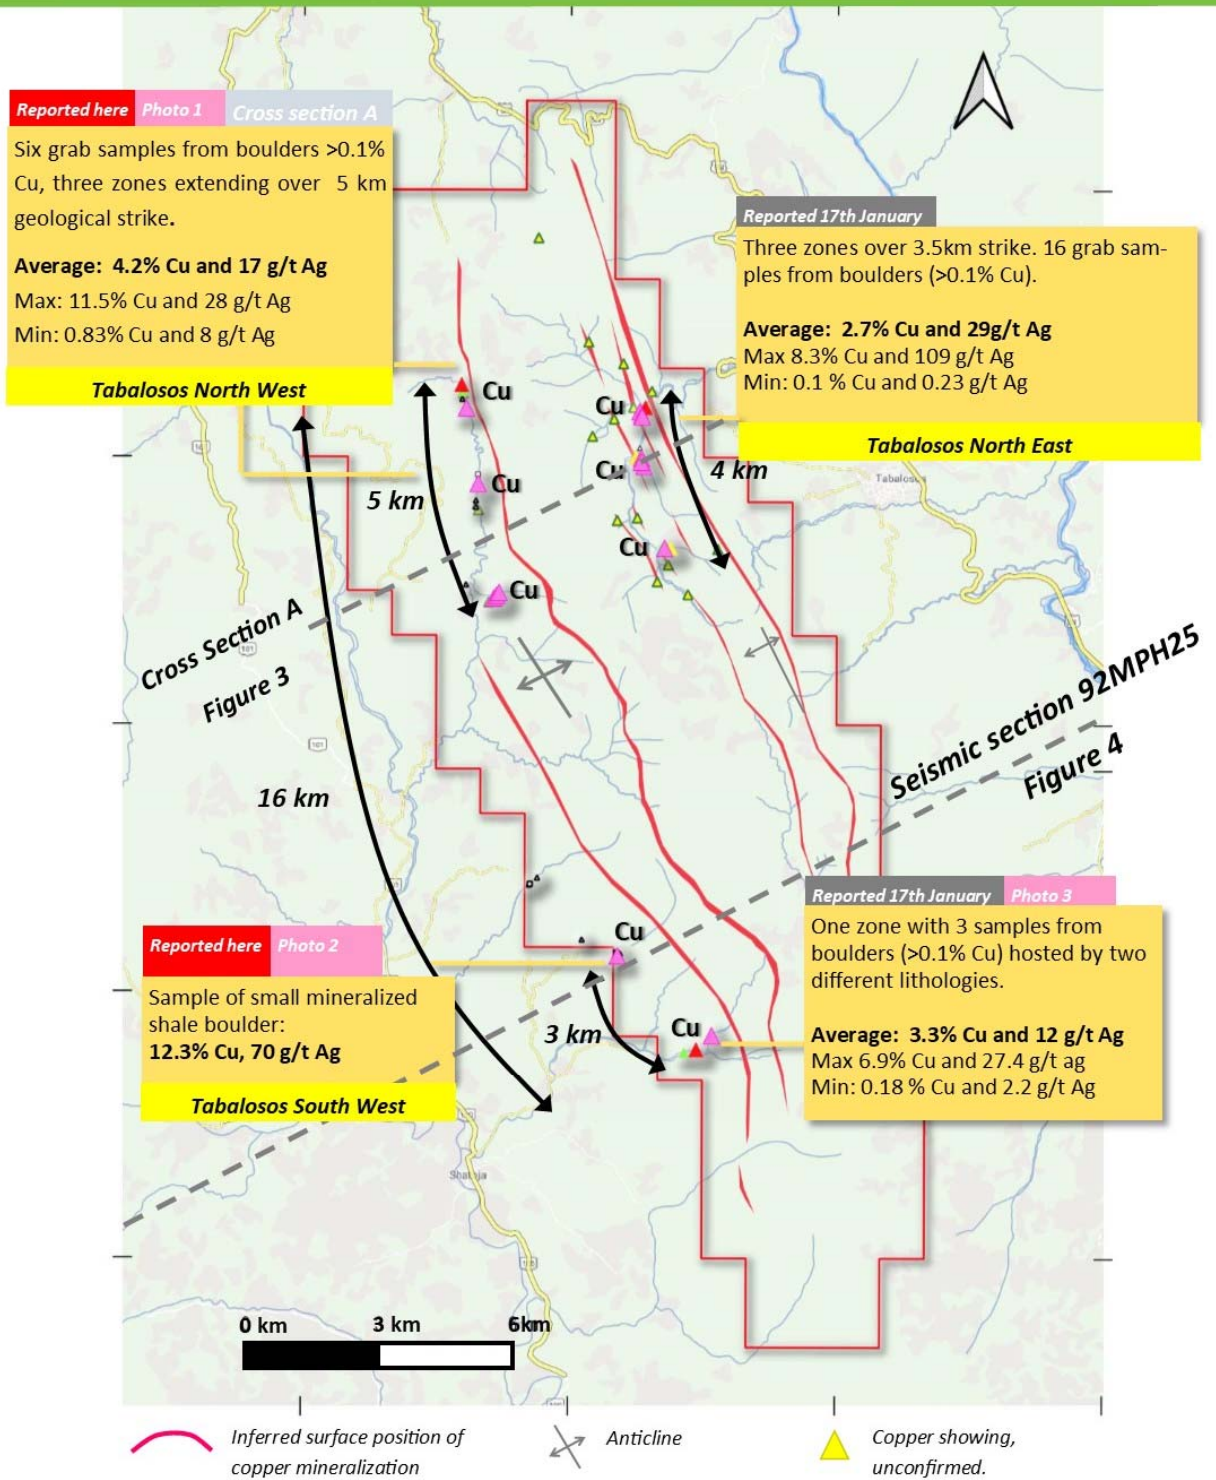 Reported here Photo 1 Cross section A
Six grab samples from boulders >0.1%
Cu, three zones extending over 5 km
geological strike.
Average: 4.2% Cu and 17 g/t Ag
Max: 11.5% Cu and 28 g/t Ag
Min: 0.83% Cu and 8 g/t Ag
Tabalosos North West
Reported 17th January
Three zones over 3.5km strike. 16 grab sam-
ples from boulders (>0.1% Cu).
Average: 2.7% Cu and 29g/t Ag
Max 8.3% Cu and 109 g/t Ag
Min: 0.1 % Cu and 0.23 g/t Ag
Tabalosos North East
Cu
Cu
Cu
Cu
Cu
Cu
5 km
4 km
Tabalosos
Cross Section A
Figure 3
101
101
16 km
Seismic section 92MPH25
Figure 4
Reported here Photo 2
Sample of small mineralized
shale boulder:
12.3% Cu, 70 g/t Ag
Tabalosos South West
Cu
3 km
Cu
Reported 17th January Photo 3
One zone with 3 samples from
boulders (>0.1% Cu) hosted by two
different lithologies.
Average: 3.3% Cu and 12 g/t Ag
Max 6.9% Cu and 27.4 g/t ag
Min: 0.18 % Cu and 2.2 g/t Ag
0 km 3 km 6km
Inferred surface position of
copper mineralization
Anticline
Copper showing,
unconfirmed.